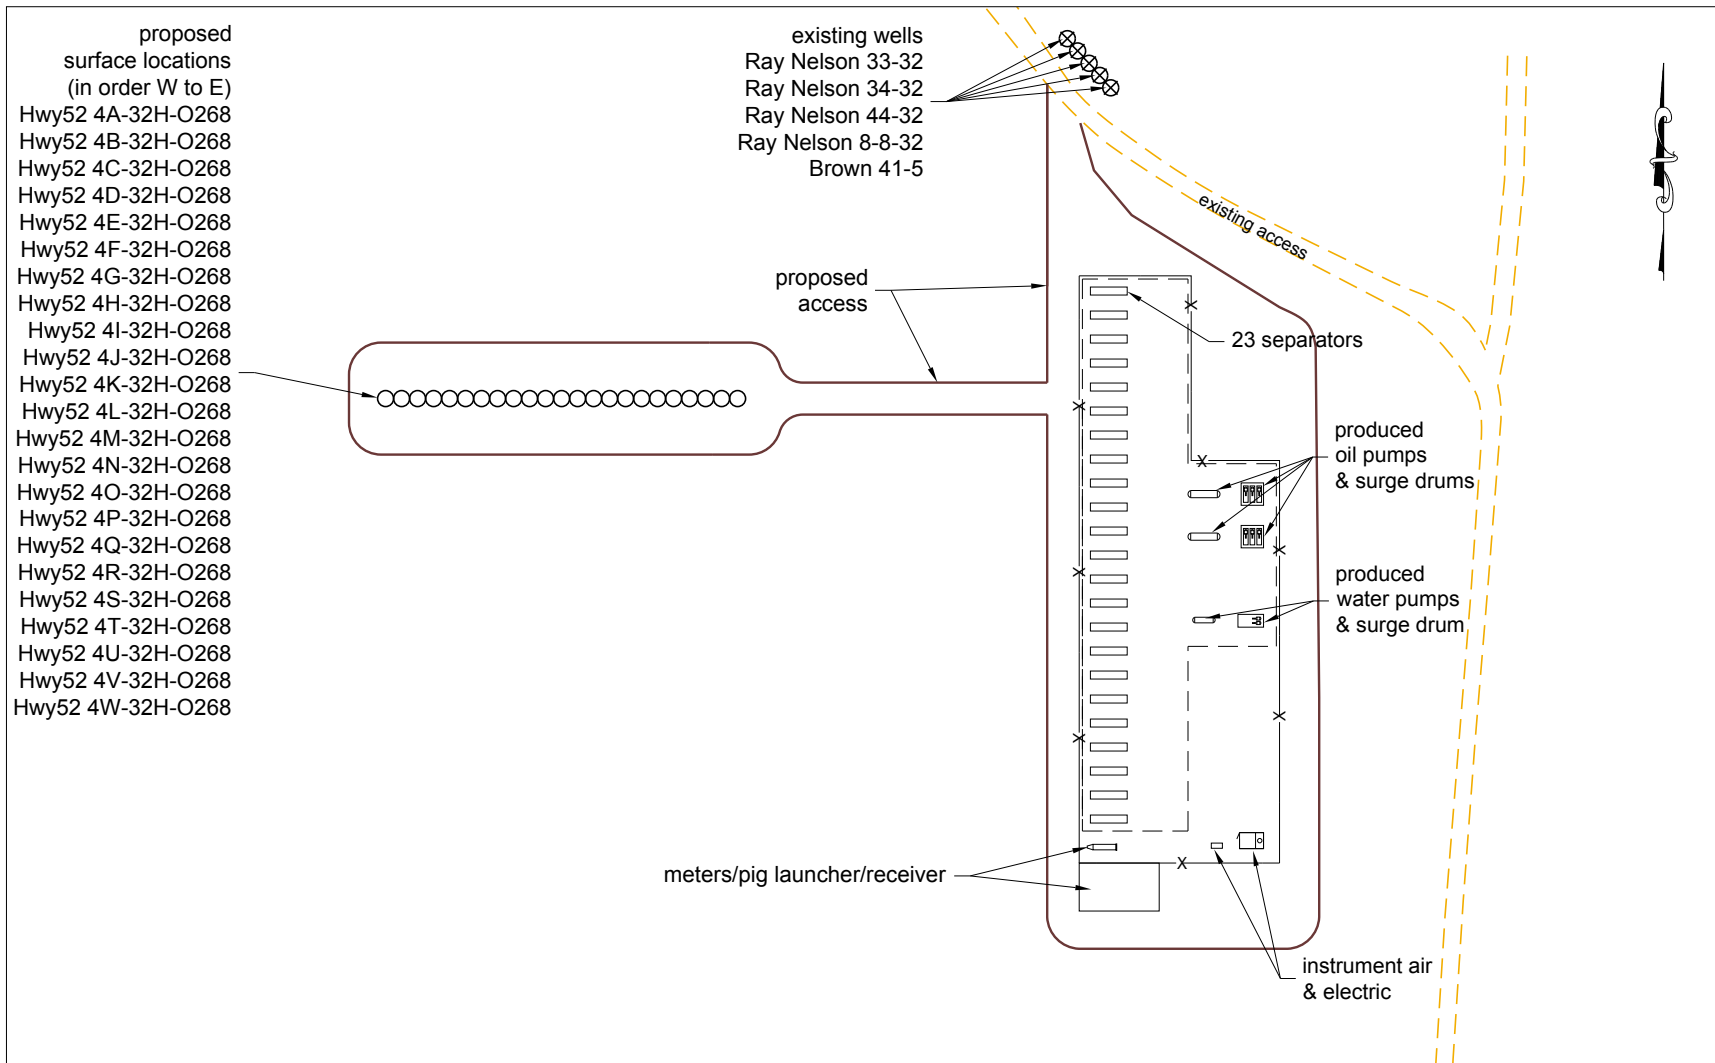 proposed
surface locations
(in order W to E)
Hwy52 4A-32H-O268
Hwy52 4B-32H-O268
Hwy52 4C-32H-O268
Hwy52 4D-32H-O268
Hwy52 4E-32H-O268
Hwy52 4F-32H-O268
Hwy52 4G-32H-O268
Hwy52 4H-32H-O268
Hwy52 4I-32H-O268
Hwy52 4J-32H-O268
Hwy52 4K-32H-O268
Hwy52 4L-32H-O268
Hwy52 4M-32H-O268
Hwy52 4N-32H-O268
Hwy52 4O-32H-O268
Hwy52 4P-32H-O268
Hwy52 4Q-32H-O268
Hwy52 4R-32H-O268
Hwy52 4S-32H-O268
Hwy52 4T-32H-O268
Hwy52 4U-32H-O268
Hwy52 4V-32H-O268
Hwy52 4W-32H-O268
existing wells
Ray Nelson 33-32
Ray Nelson 34-32
Ray Nelson 44-32
Ray Nelson 8-8-32
Brown 41-5
existing access
proposed
access
23 separators
produced
oil pumps
& surge drums
produced
water pumps
& surge drum
meters/pig launcher/receiver
instrument air
& electric